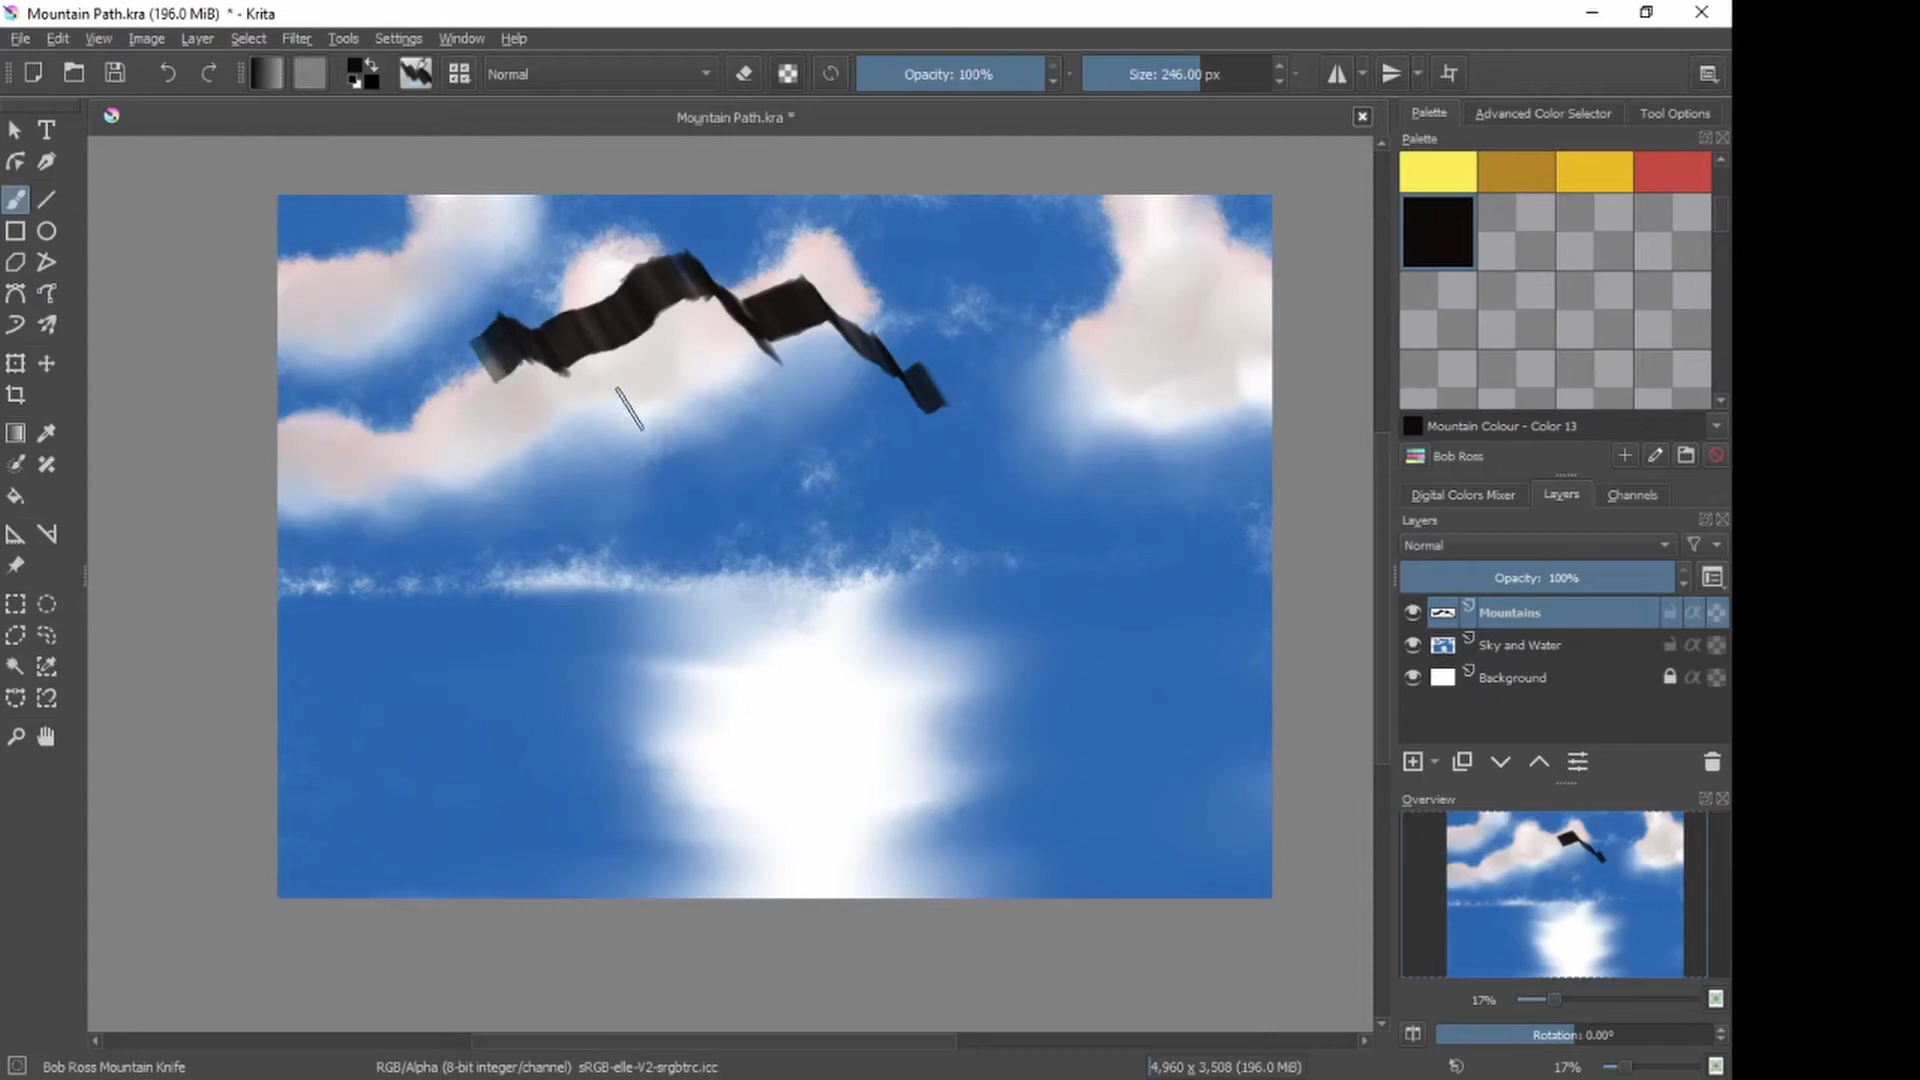 Mountain Path.kra (196.0 MiB) * - Krita
File Edit View Image Layer Select Filter Tools Settings Window Help
Normal
Opacity: 100%
Size: 246.00 px
Mountain Path.kra *
Palette Advanced Color Selector Tool Options
Palette
Mountain Colour - Color 13
Bob Ross
Digital Colors Mixer Layers Channels
Layers
Normal
Opacity: 100%
Mountains
Sky and Water
Background
Overview
17%
Rotation: 0.00°
Bob Ross Mountain Knife
RGB/Alpha (8-bit integer/channel) sRGB-elle-V2-srgbtrc.icc
4,960 x 3,508 (196.0 MiB)
17%